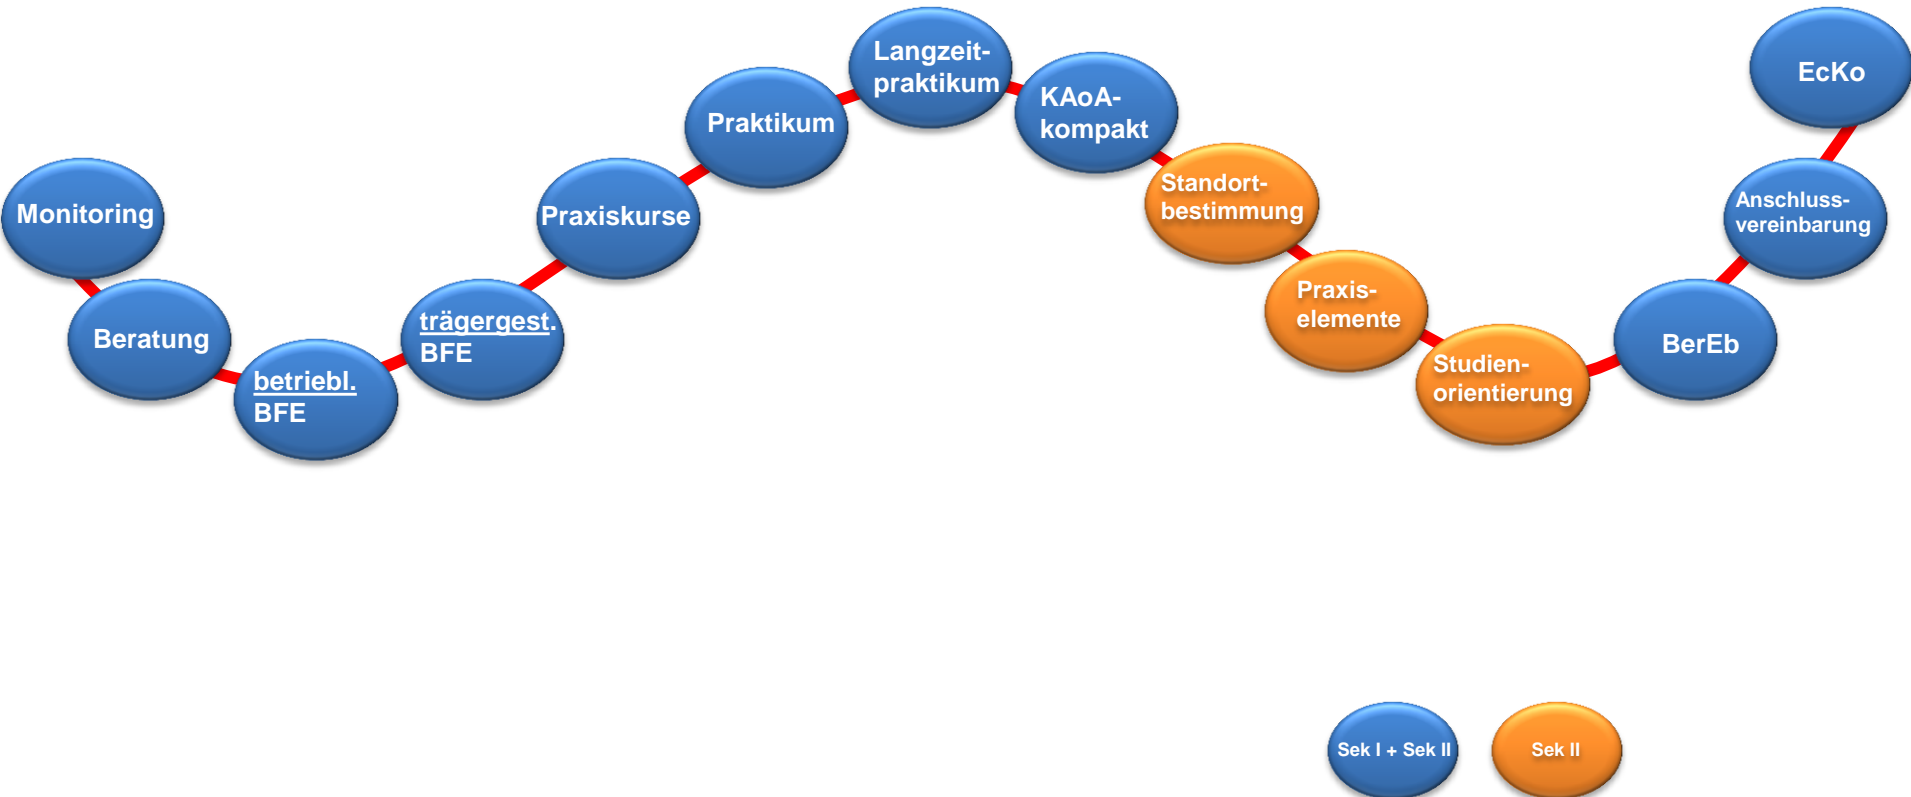 Monitoring
Beratung
betriebl.
BFE
trägergest.
BFE
Praxiskurse
Praktikum
Langzeit-
praktikum
KAoA-
kompakt
Standort-
bestimmung
Praxis-
elemente
Studien-
orientierung
BerEb
Anschluss-
vereinbarung
EcKo
Sek I + Sek II
Sek II